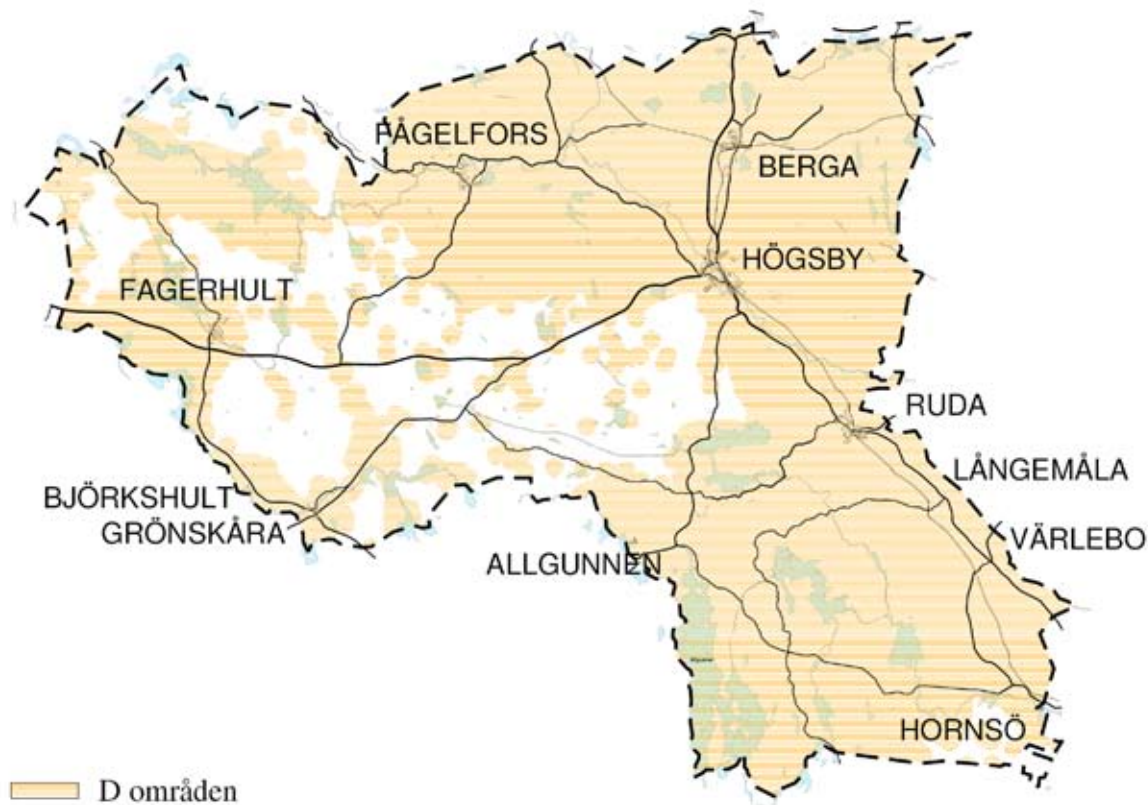 FÅGELFORS
BERGA
HÖGSBY
FAGERHULT
RUDA
LÅNGEMÅLA
BJÖRKSHULT
GRÖNSKÅRA
VÄRLEBO
ALLGUNNEN
HORNSÖ
D områden